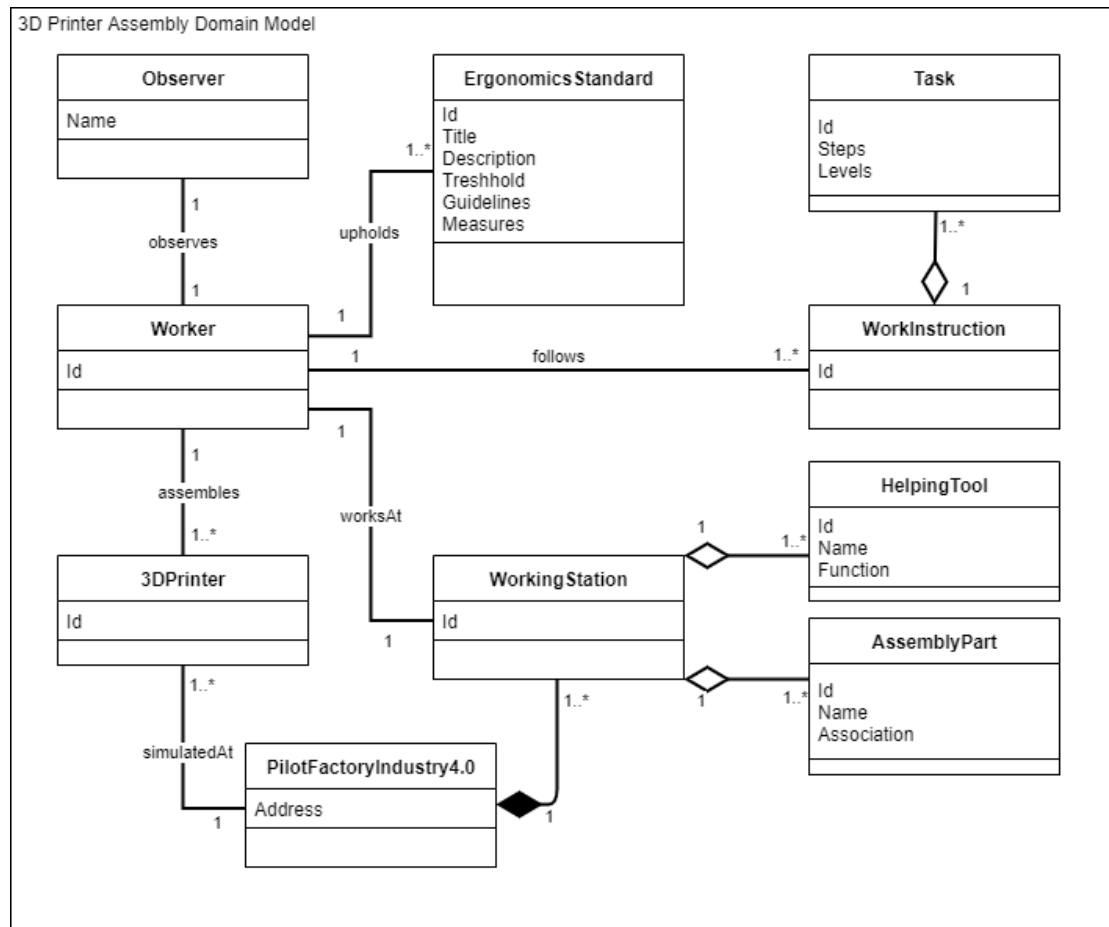 3D Printer Assembly Domain Model
Observer
Name
ErgonomicsStandard
Id
Title
Description
Treshhold
Guidelines
Measures
Task
Id
Steps
Levels
1
observes
1
1..*
upholds
1
1..*
1
Worker
Id
1
follows
1..*
WorkInstruction
Id
1
worksAt
1
1
assembles
1..*
3DPrinter
Id
WorkingStation
Id
1
1..*
HelpingTool
Id
Name
Function
1
1..*
AssemblyPart
Id
Name
Association
1..*
simulatedAt
1
PilotFactoryIndustry4.0
Address
1..*
1